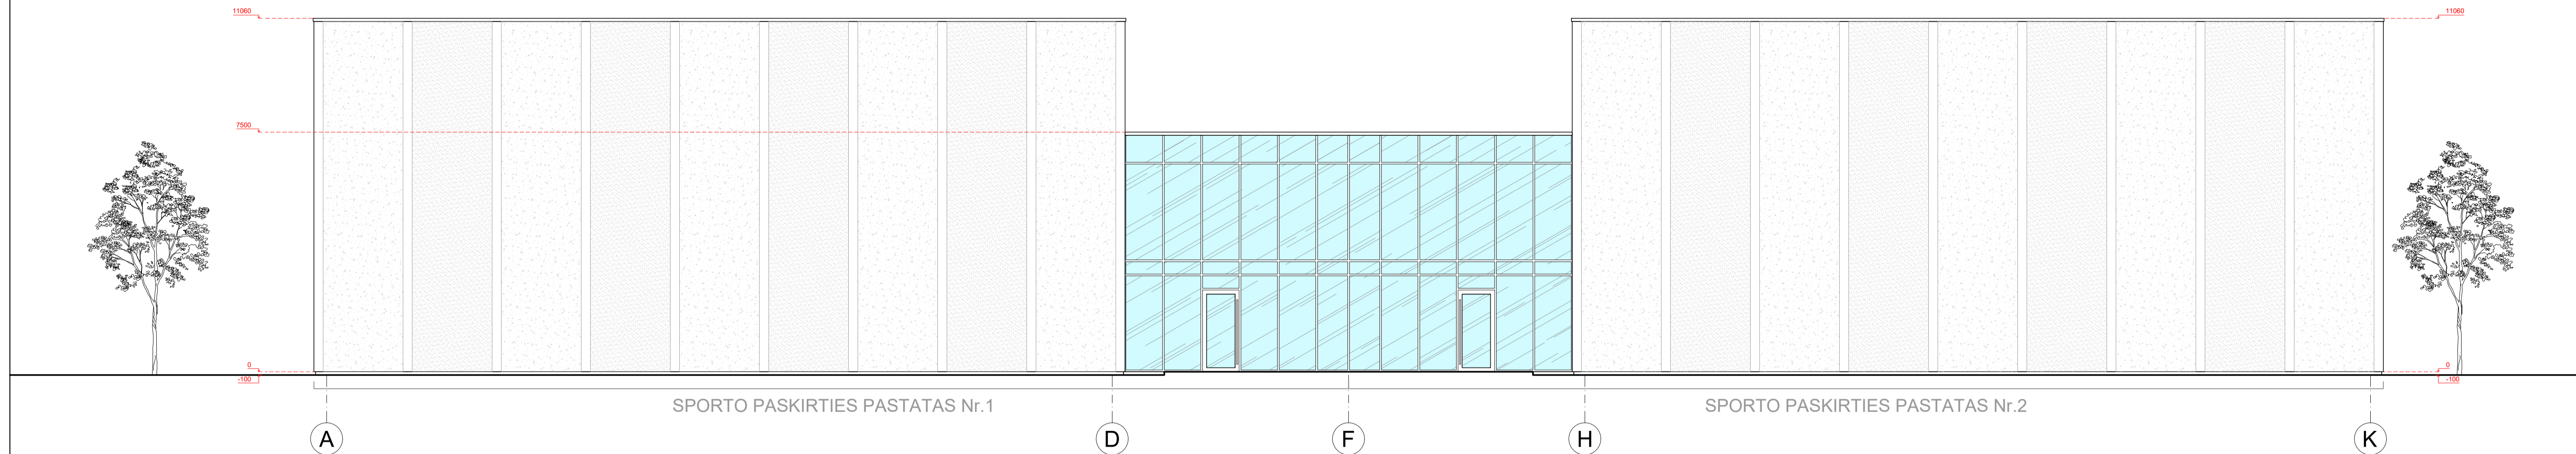 11060
11060
7500
0
-100
0
-100
SPORTO PASKIRTIES PASTATAS Nr.1
SPORTO PASKIRTIES PASTATAS Nr.2
A
D
F
H
K